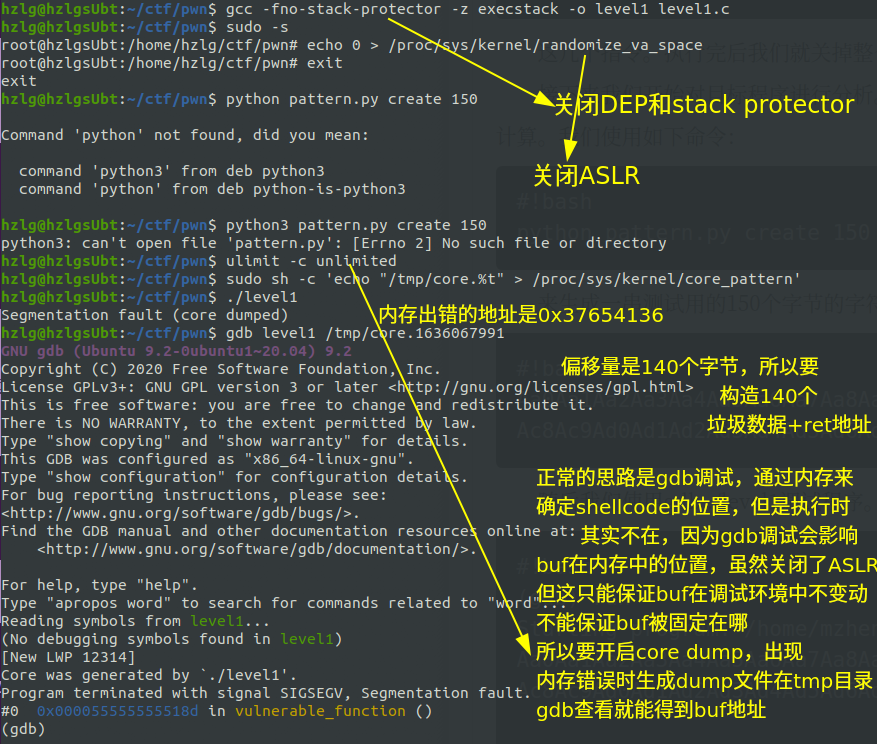 hzlg@hzlgsUbt:~/ctf/pwn$ gcc -fno-stack-protector -z execstack -o level1 level1.c
hzlg@hzlgsUbt:~/ctf/pwn$ sudo -s
root@hzlgsUbt:/home/hzlg/ctf/pwn# echo 0 > /proc/sys/kernel/randomize_va_space
root@hzlgsUbt:/home/hzlg/ctf/pwn# exit
exit
hzlg@hzlgsUbt:~/ctf/pwn$ python pattern.py create 150
关闭DEP和stack protector
Command 'python' not found, did you mean:
关闭ASLR
command 'python3' from deb python3
command 'python' from deb python-is-python3
#!bash
hzlg@hzlgsUbt:~/ctf/pwn$ python3 pattern.py create 150
python pattern.py create 150
python3: can't open file 'pattern.py': [Errno 2] No such file or directory
hzlg@hzlgsUbt:~/ctf/pwn$ ulimit -c unlimited
hzlg@hzlgsUbt:~/ctf/pwn$ sudo sh -c 'echo "/tmp/core.%t" > /proc/sys/kernel/core_pattern'
hzlg@hzlgsUbt:~/ctf/pwn$ ./level1
Segmentation fault (core dumped)
内存出错的地址是0x37654136
hzlg@hzlgsUbt:~/ctf/pwn$ gdb level1 /tmp/core.1636067991
GNU gdb (Ubuntu 9.2-0ubuntu1~20.04) 9.2
Copyright (C) 2020 Free Software Foundation, Inc.
License GPLv3+: GNU GPL version 3 or later <http://gnu.org/licenses/gpl.html>
This is free software: you are free to change and redistribute it.
There is NO WARRANTY, to the extent permitted by law.
Type "show copying" and "show warranty" for details.
This GDB was configured as "x86_64-linux-gnu".
Type "show configuration" for configuration details.
For bug reporting instructions, please see:
<http://www.gnu.org/software/gdb/bugs/>.
Find the GDB manual and other documentation resources online at:
<http://www.gnu.org/software/gdb/documentation/>.
偏移量是140个字节，所以要
构造140个
垃圾数据+ret地址
正常的思路是gdb调试，通过内存来
确定shellcode的位置，但是执行时
其实不在，因为gdb调试会影响
buf在内存中的位置，虽然关闭了ASLR
但这只能保证buf在调试环境中不变动
不能保证buf被固定在哪
所以要开启core dump，出现
内存错误时生成dump文件在tmp目录
gdb查看就能得到buf地址
For help, type "help".
Type "apropos word" to search for commands related to "word"...
Reading symbols from level1...
(No debugging symbols found in level1)
[New LWP 12314]
Core was generated by `./level1'.
Program terminated with signal SIGSEGV, Segmentation fault.
#0 0x000055555555518d in vulnerable_function ()
(gdb)